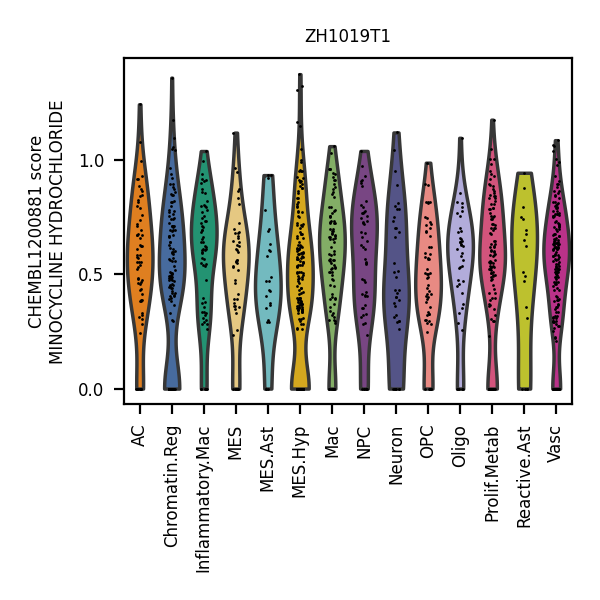 ZH1019T1
CHEMBL1200881 score
MINOCYCLINE HYDROCHLORIDE
1.0
0.5
0.0
AC
Chromatin.Reg
Inflammatory.Mac
MES
MES.Ast
MES.Hyp
Mac
NPC
Neuron
OPC
Oligo
Prolif.Metab
Reactive.Ast
Vasc